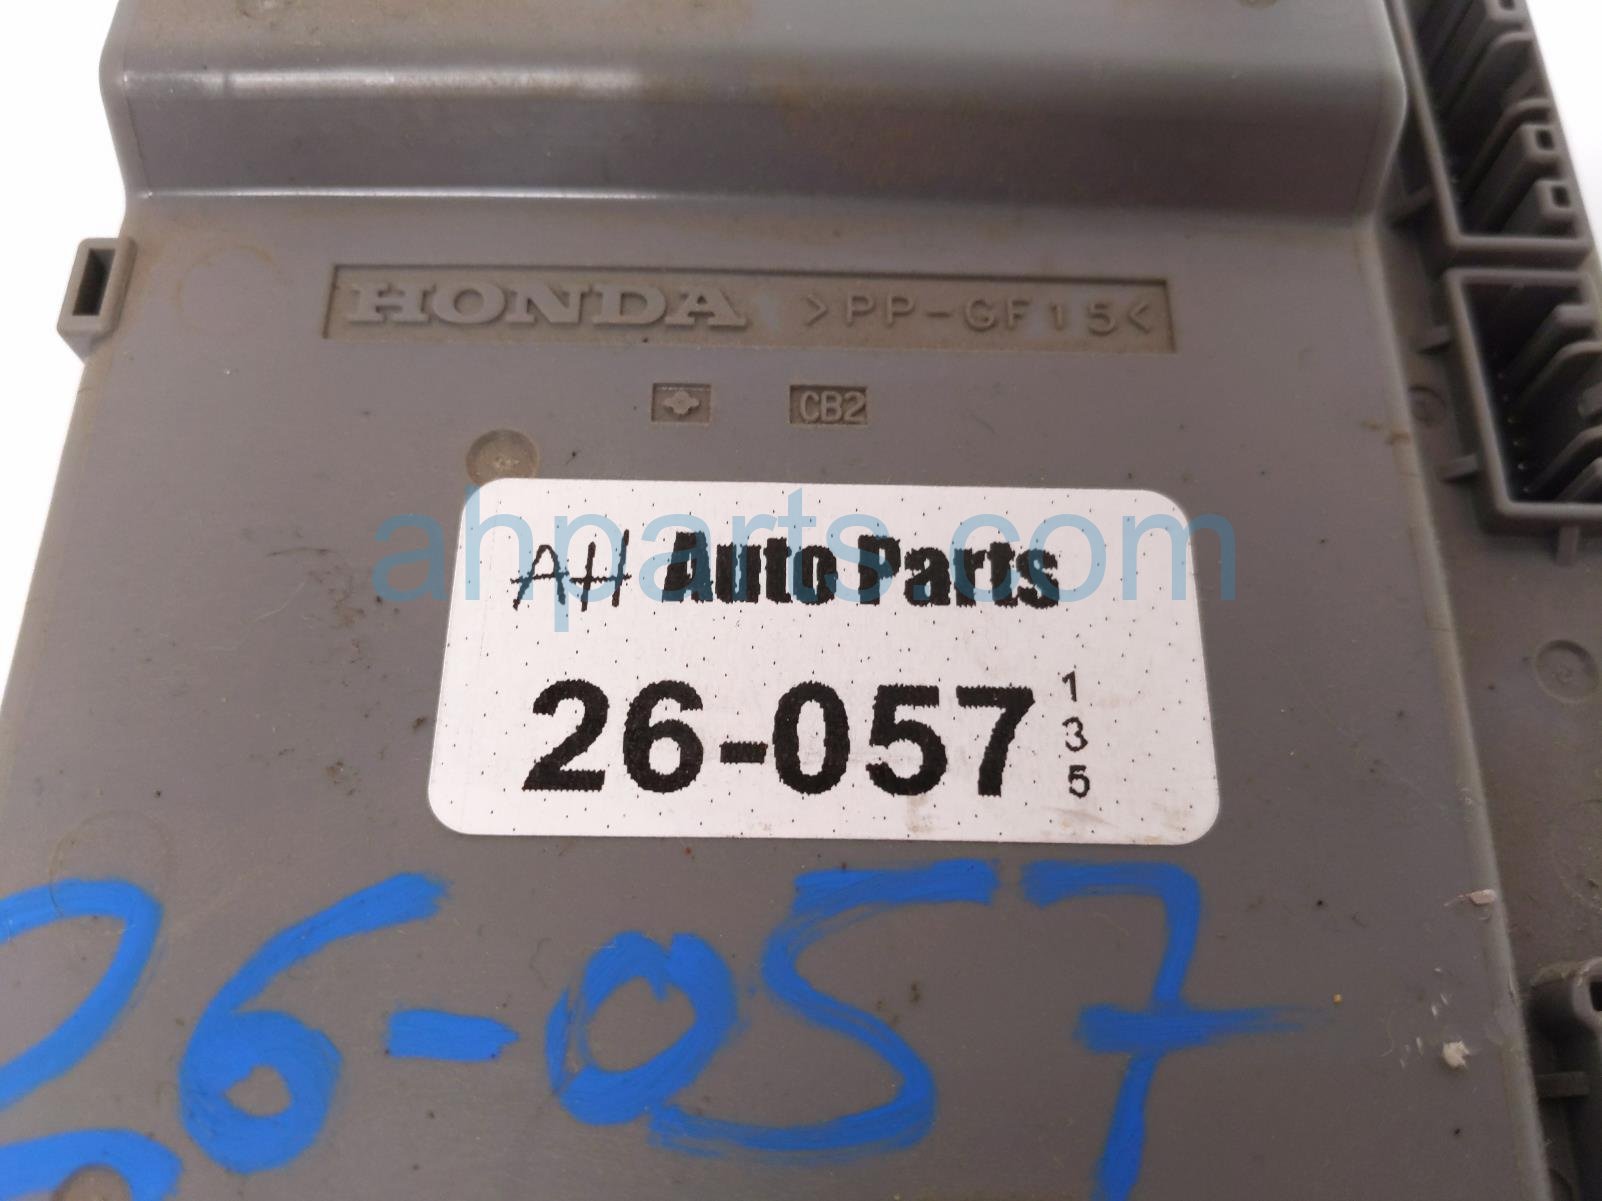 HONDA >PP-GF15<
CB2
AH Auto Parts
ahparts.com
26-057
1
3
5
26-057